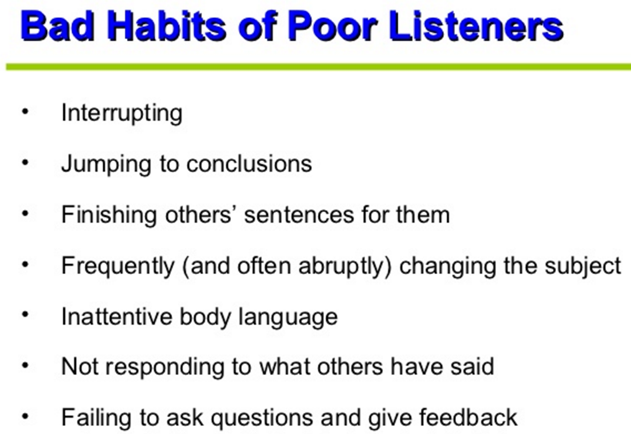 Bad Habits of Poor Listeners
• Interrupting
• Jumping to conclusions
• Finishing others’ sentences for them
• Frequently (and often abruptly) changing the subject
• Inattentive body language
• Not responding to what others have said
• Failing to ask questions and give feedback